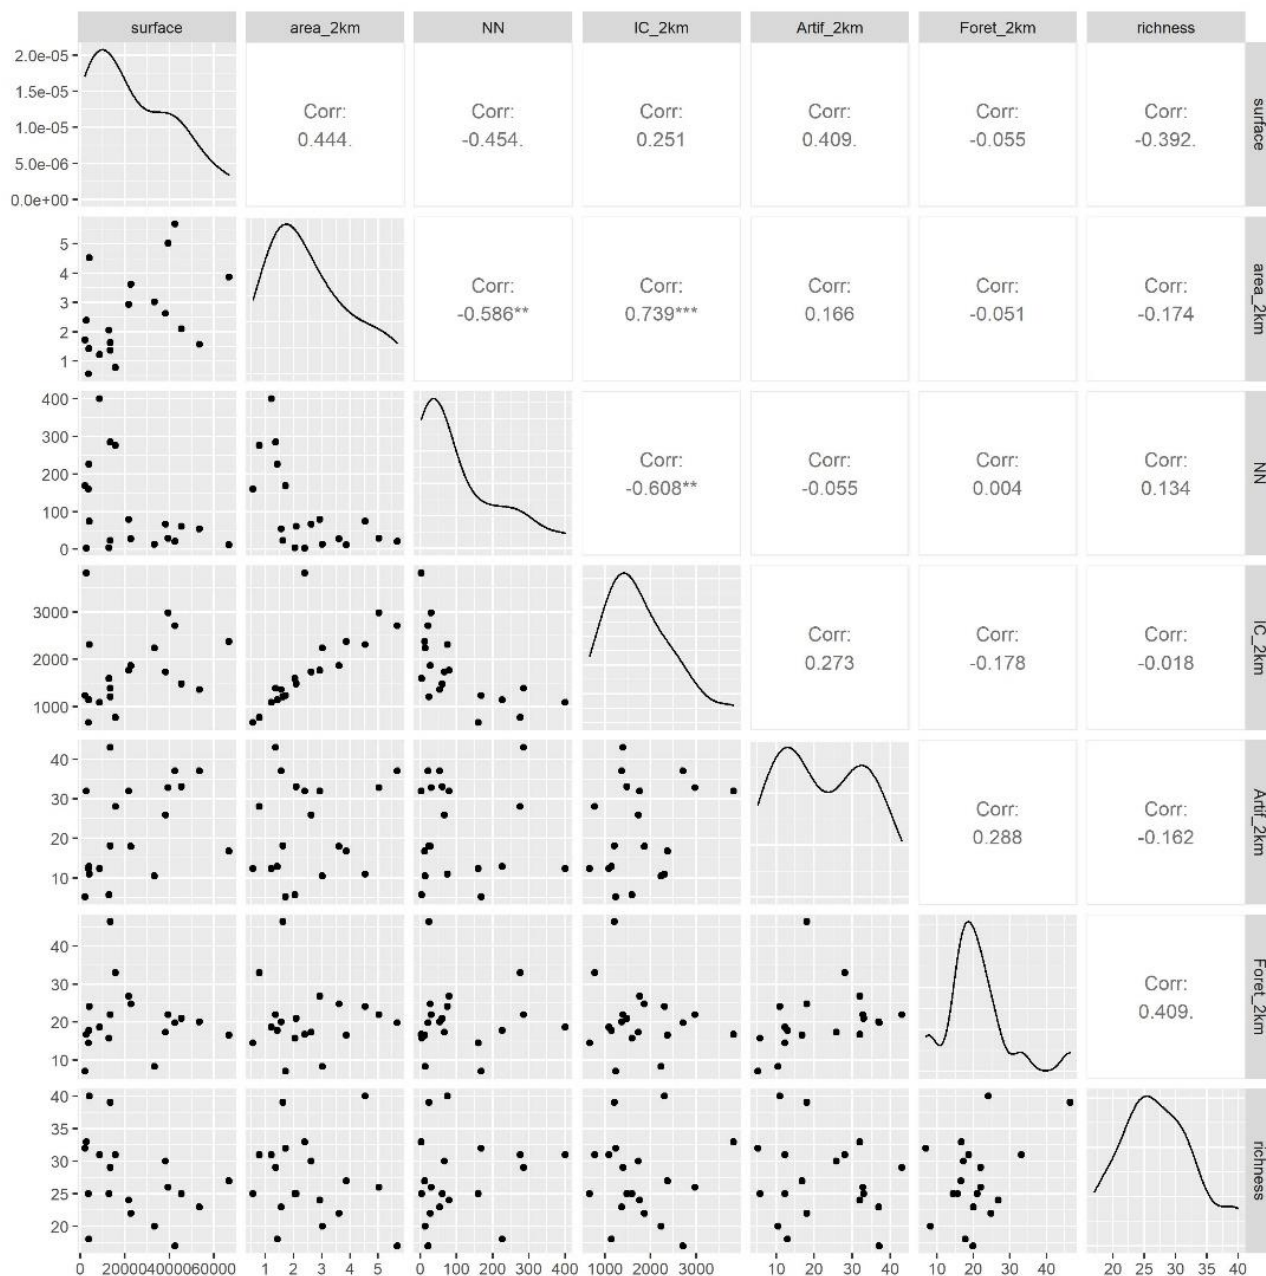 surface area_2km NN IC_2km Artif_2km Foret_2km richness
2.0e-05
1.5e-05
1.0e-05
5.0e-06
0.0e+00
Corr:
0.444.
Corr:
-0.454.
Corr:
0.251
Corr:
0.409.
Corr:
-0.055
Corr:
-0.392.
surface
5
4
3
2
1
Corr:
-0.586**
Corr:
0.739***
Corr:
0.166
Corr:
-0.051
Corr:
-0.174
area_2km
400
300
200
100
0
Corr:
-0.608**
Corr:
-0.055
Corr:
0.004
Corr:
0.134
NN
3000
2000
1000
Corr:
0.273
Corr:
-0.178
Corr:
-0.018
IC_2km
40
30
20
10
Corr:
0.288
Corr:
-0.162
Artif_2km
40
30
20
10
Corr:
0.409.
Foret_2km
40
35
30
25
20
richness
0 20000 40000 60000 1 2 3 4 5 0 100 200 300 400 1000 2000 3000 10 20 30 40 10 20 30 40 20 25 30 35 40